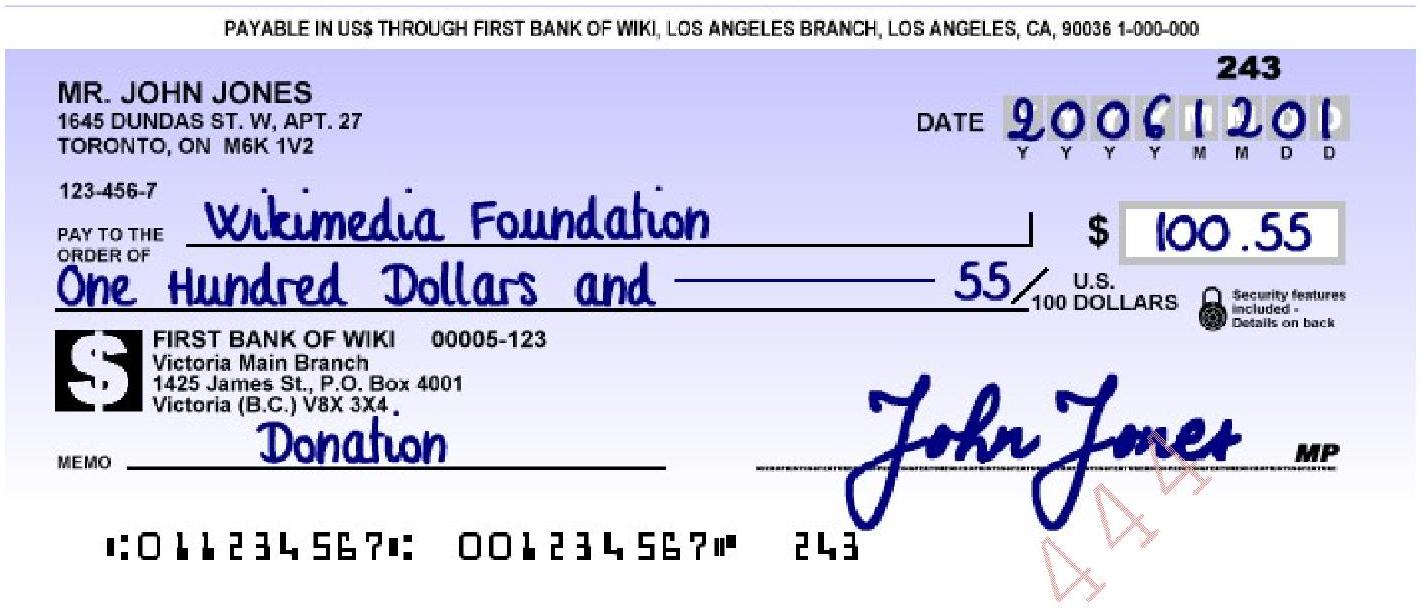 PAYABLE IN US$ THROUGH FIRST BANK OF WIKI, LOS ANGELES BRANCH, LOS ANGELES, CA, 90036 1-000-000
243
MR. JOHN JONES
1645 DUNDAS ST. W, APT. 27
TORONTO, ON M6K 1V2
DATE 20061201
Y Y Y Y M M D D
123-456-7
PAY TO THE
ORDER OF
Wikimedia Foundation
$ 100.55
One Hundred Dollars and 55/
100 DOLLARS
U.S.
Security features
included -
Details on back
$
FIRST BANK OF WIKI 00005-123
Victoria Main Branch
1425 James St., P.O. Box 4001
Victoria (B.C.) V8X 3X4
MEMO Donation
John Jones MP
⑆011234567⑆ 001234567⑈ 243
444